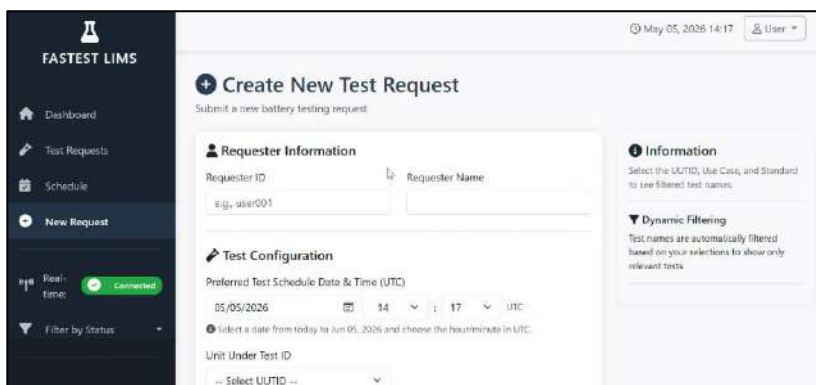 FASTEST LIMS
Dashboard
Test Requests
Schedule
New Request
Real-time:
Connected
Filter by Status
May 05, 2026 14:17
User
Create New Test Request
Submit a new battery testing request
Requester Information
Requester ID
Requester Name
e.g., user001
Test Configuration
Preferred Test Schedule Date & Time (UTC)
05/05/2026 14 : 17 UTC
Select a date from today to Jun 05, 2026 and choose the hour/minute in UTC.
Unit Under Test ID
-- Select UUTID --
Information
Select the UUTID, Use Case, and Standard
to see filtered test names.
Dynamic Filtering
Test names are automatically filtered
based on your selections to show only
relevant tests